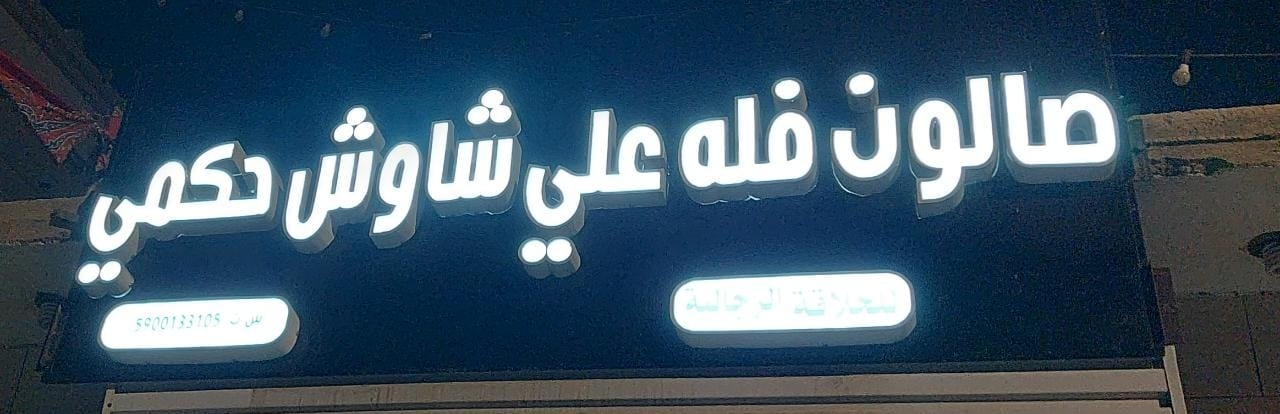 صالون فله علي شاوش حكمي
للحلاقة الرجالية
س ت 5900133105